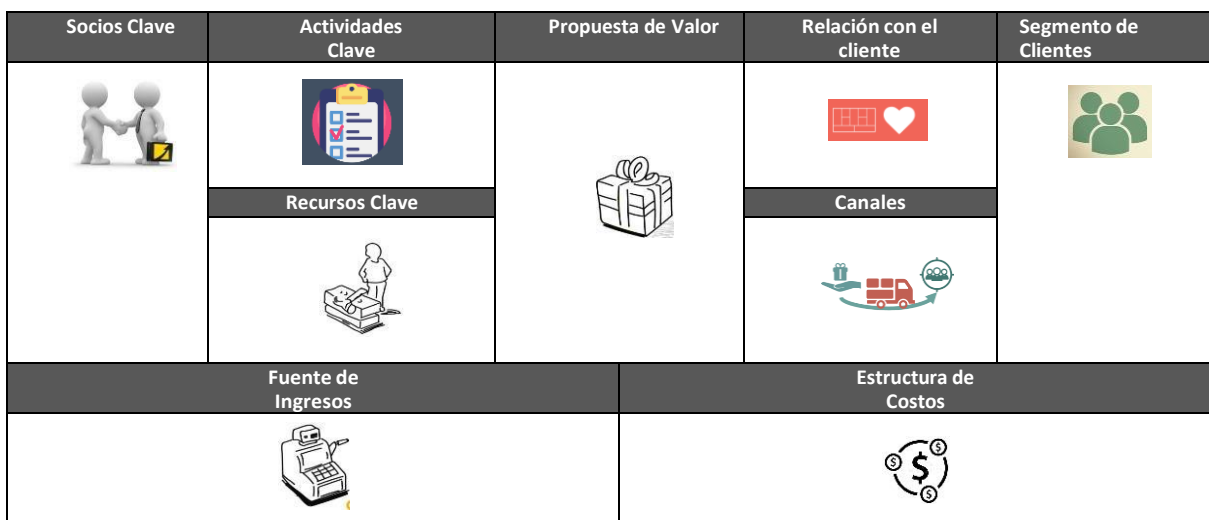 Socios Clave
Actividades
Clave
Propuesta de Valor
Relación con el
cliente
Segmento de
Clientes
Recursos Clave
Canales
Fuente de
Ingresos
Estructura de
Costos